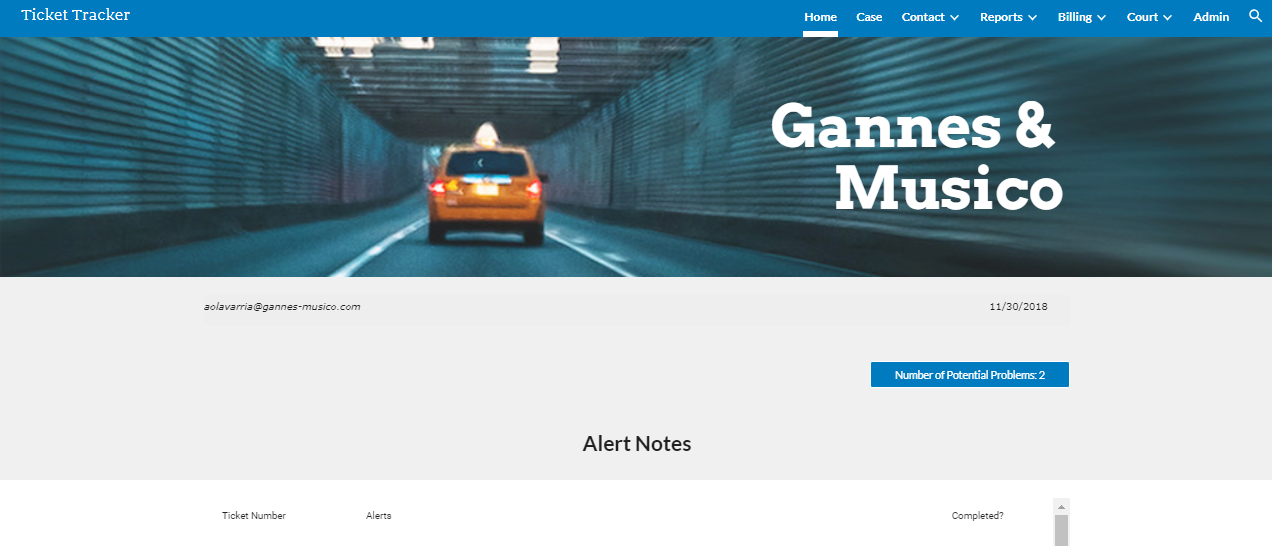 Ticket Tracker
Home Case Contact Reports Billing Court Admin
Gannes &
Musico
aolavarria@gannes-musico.com 11/30/2018
Number of Potential Problems: 2
Alert Notes
Ticket Number Alerts Completed?